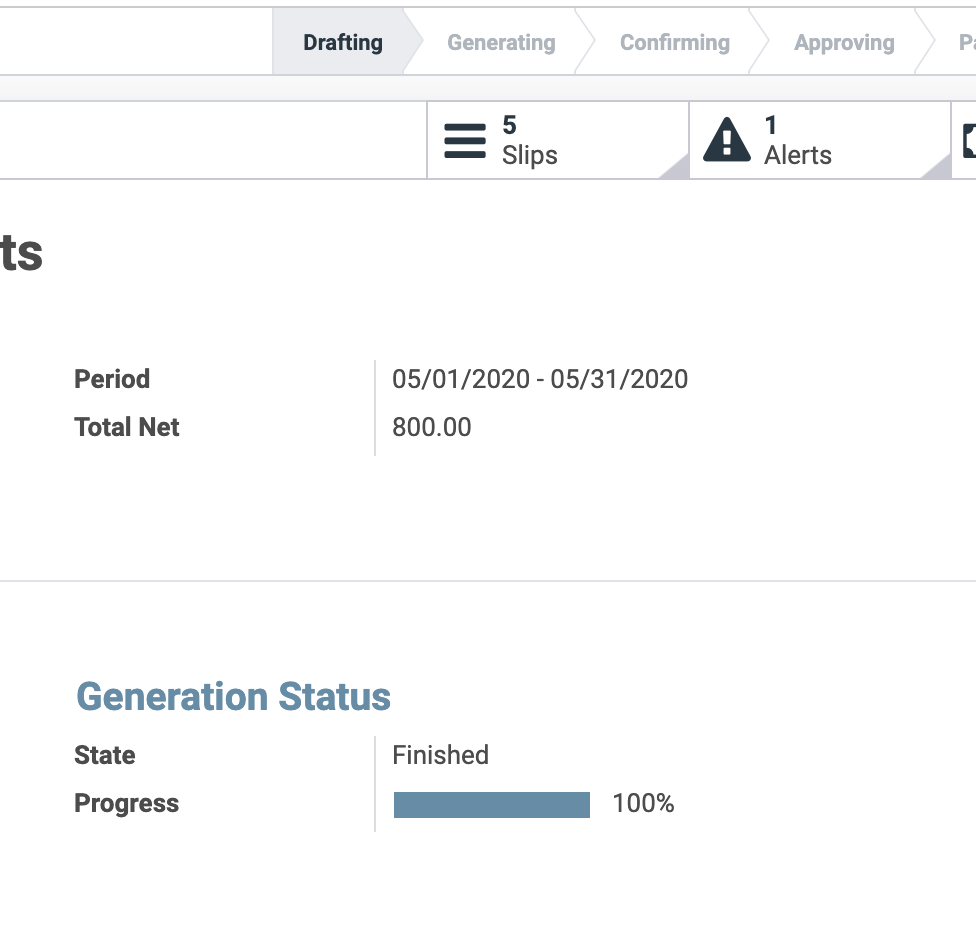 Drafting Generating Confirming Approving Pa
5
Slips
1
Alerts
ts
Period 05/01/2020 - 05/31/2020
Total Net 800.00
Generation Status
State Finished
Progress 100%